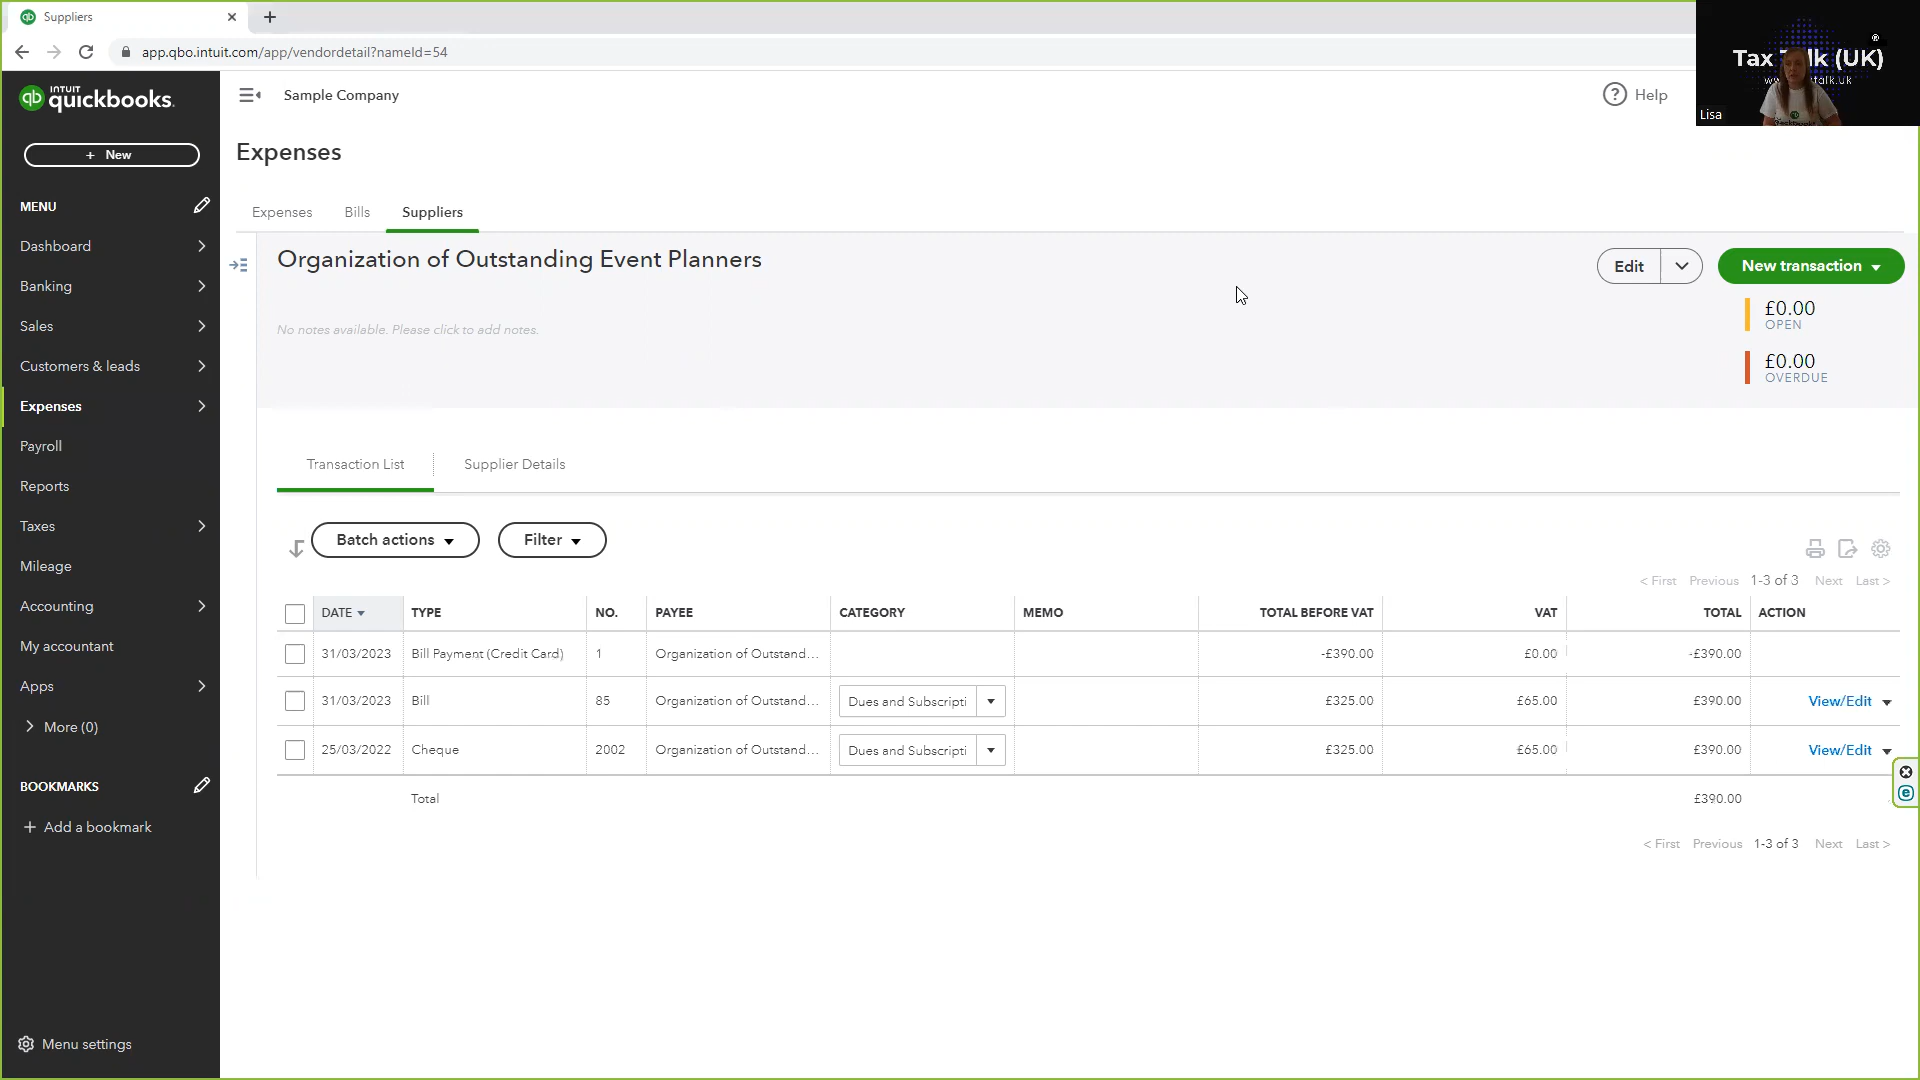 Suppliers
app.qbo.intuit.com/app/vendordetail?nameId=54
Tax Talk (UK)
®
Lisa
INTUIT
quickbooks.
Sample Company
? Help
+ New
Expenses
MENU
Expenses Bills Suppliers
Dashboard
Banking
Sales
Customers & leads
Expenses
Payroll
Reports
Taxes
Mileage
Accounting
My accountant
Apps
More (0)
BOOKMARKS
+ Add a bookmark
Menu settings
Organization of Outstanding Event Planners
Edit
New transaction
No notes available. Please click to add notes.
£0.00
OPEN
£0.00
OVERDUE
Transaction List Supplier Details
Batch actions Filter
< First Previous 1-3 of 3 Next Last >
DATE TYPE NO. PAYEE CATEGORY MEMO TOTAL BEFORE VAT VAT TOTAL ACTION
31/03/2023 Bill Payment (Credit Card) 1 Organization of Outstand... -£390.00 £0.00 -£390.00
31/03/2023 Bill 85 Organization of Outstand... Dues and Subscripti £325.00 £65.00 £390.00 View/Edit
25/03/2022 Cheque 2002 Organization of Outstand... Dues and Subscripti £325.00 £65.00 £390.00 View/Edit
Total £390.00
< First Previous 1-3 of 3 Next Last >